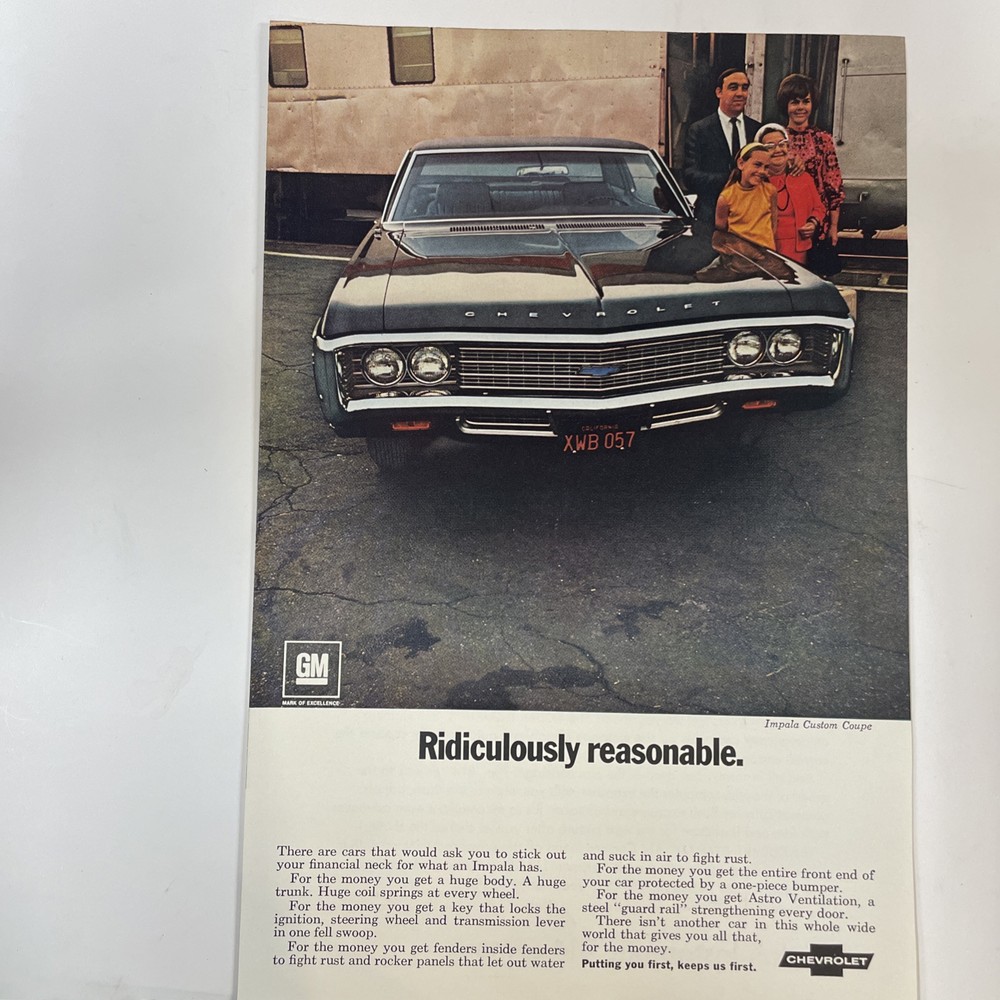 CHEVROLET
CALIFORNIA
XWB 057
GM
MARK OF EXCELLENCE
Impala Custom Coupe
Ridiculously reasonable.
There are cars that would ask you to stick out
your financial neck for what an Impala has.
For the money you get a huge body. A huge
trunk. Huge coil springs at every wheel.
For the money you get a key that locks the
ignition, steering wheel and transmission lever
in one fell swoop.
For the money you get fenders inside fenders
to fight rust and rocker panels that let out water
and suck in air to fight rust.
For the money you get the entire front end of
your car protected by a one-piece bumper.
For the money you get Astro Ventilation, a
steel “guard rail” strengthening every door.
There isn't another car in this whole wide
world that gives you all that,
for the money.
Putting you first, keeps us first.
CHEVROLET